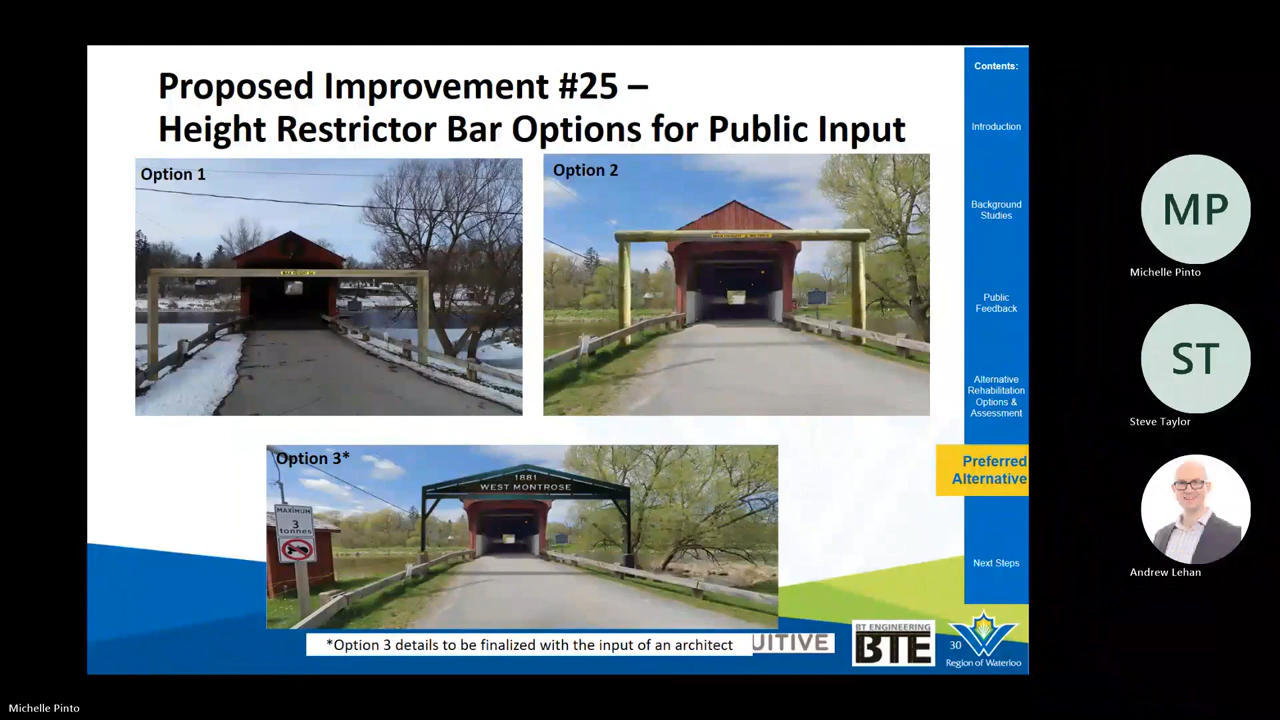 Proposed Improvement #25 –
Height Restrictor Bar Options for Public Input
Option 1
Option 2
Option 3*
1881
WEST MONTROSE
MAXIMUM
3
tonnes
*Option 3 details to be finalized with the input of an architect
UITIVE
BT ENGINEERING
BTE
30
Region of Waterloo
Contents:
Introduction
Background
Studies
Public
Feedback
Alternative
Rehabilitation
Options &
Assessment
Preferred
Alternative
Next Steps
MP
Michelle Pinto
ST
Steve Taylor
Andrew Lehan
Michelle Pinto